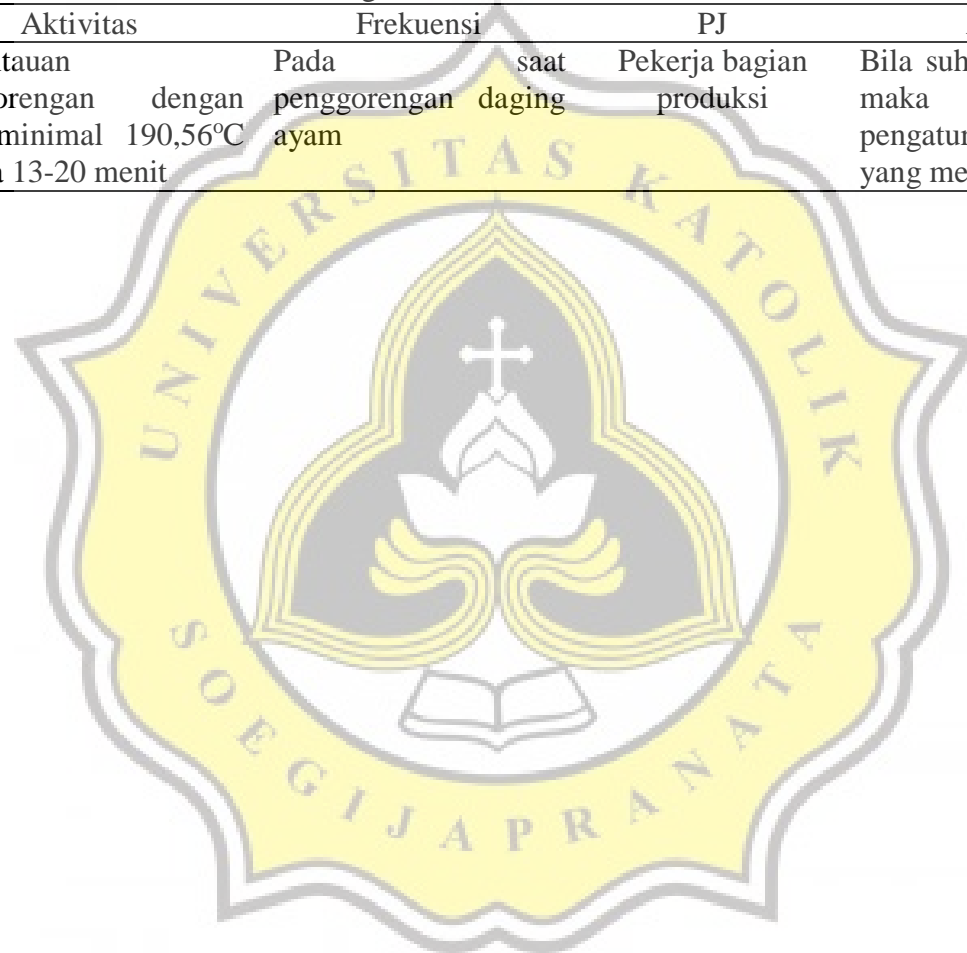 Aktivitas Frekuensi PJ
tauan Pada saat Pekerja bagian Bila suh
orengan dengan penggorengan daging produksi maka
minimal 190,56°C ayam pengatur
13-20 menit yang me
UNIVERSITAS KATOLIK
SOEGIJAPRANATA